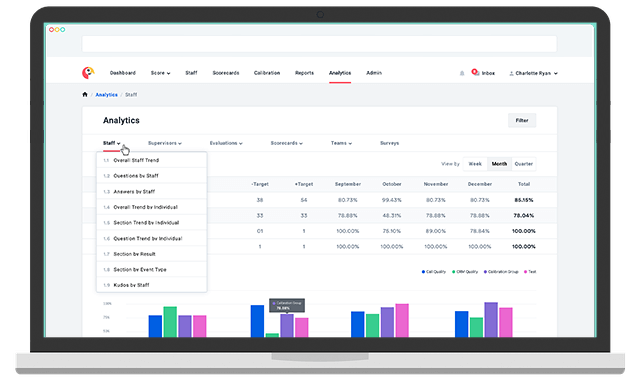 Dashboard Score Staff Scorecards Calibration Reports Analytics Admin Inbox Charlotte Ryan
Analytics / Staff
Analytics
Filter
Staff Supervisors Evaluations Scorecards Teams Surveys
View By Week Month Quarter
1.1 Overall Staff Trend
1.2 Questions by Staff
1.3 Answers by Staff
1.4 Overall Trend by Individual
1.5 Section Trend by Individual
1.6 Question Trend by Individual
1.7 Section by Result
1.8 Section by Event Type
1.9 Kudos by Staff
-Target +Target September October November December Total
38 54 80.73% 99.43% 80.73% 80.73% 85.15%
33 33 78.88% 48.31% 78.88% 78.88% 78.04%
01 1 100.00% 75.10% 89.00% 78.84% 100.00%
1 1 100.00% 100.00% 100.00% 100.00% 100.00%
Call Quality CRM Quality Calibration Group Test
Calibration Group
78.88%
100%
75%
50%